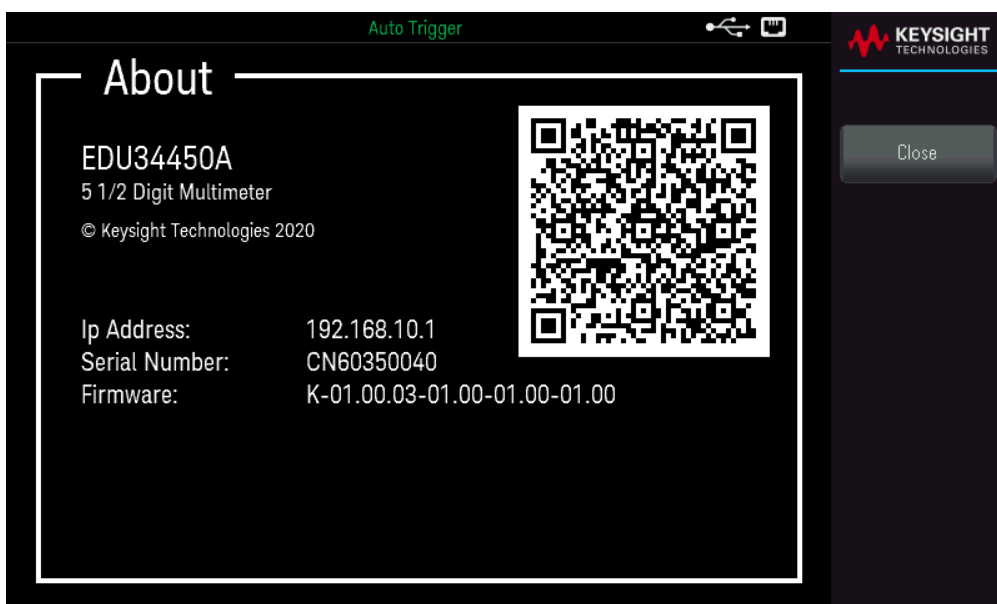 Auto Trigger
KEYSIGHT
TECHNOLOGIES
About
Close
EDU34450A
5 1/2 Digit Multimeter
© Keysight Technologies 2020
Ip Address: 192.168.10.1
Serial Number: CN60350040
Firmware: K-01.00.03-01.00-01.00-01.00